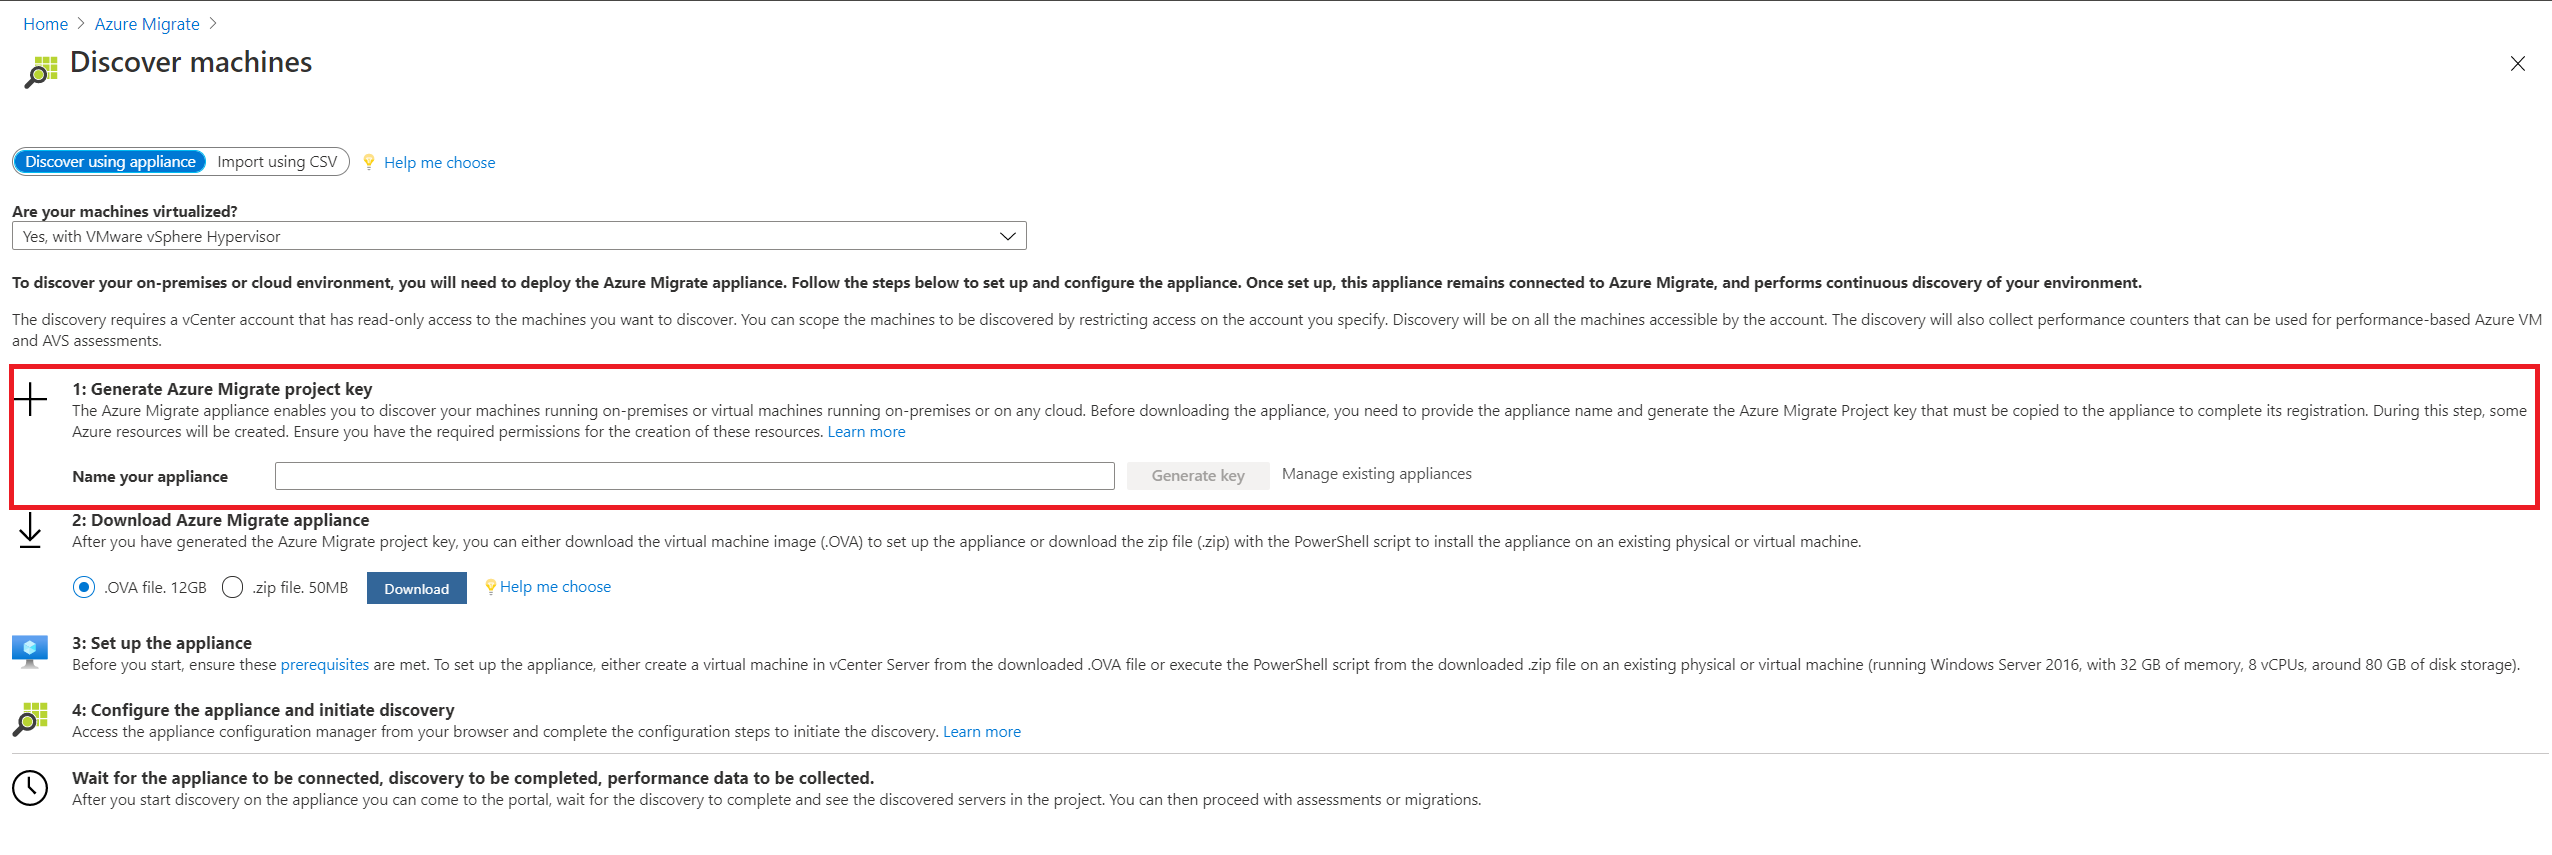 Home > Azure Migrate >
Discover machines
Discover using appliance Import using CSV Help me choose
Are your machines virtualized?
Yes, with VMware vSphere Hypervisor
To discover your on-premises or cloud environment, you will need to deploy the Azure Migrate appliance. Follow the steps below to set up and configure the appliance. Once set up, this appliance remains connected to Azure Migrate, and performs continuous discovery of your environment.
The discovery requires a vCenter account that has read-only access to the machines you want to discover. You can scope the machines to be discovered by restricting access on the account you specify. Discovery will be on all the machines accessible by the account. The discovery will also collect performance counters that can be used for performance-based Azure VM
and AVS assessments.
1: Generate Azure Migrate project key
The Azure Migrate appliance enables you to discover your machines running on-premises or virtual machines running on-premises or on any cloud. Before downloading the appliance, you need to provide the appliance name and generate the Azure Migrate Project key that must be copied to the appliance to complete its registration. During this step, some
Azure resources will be created. Ensure you have the required permissions for the creation of these resources. Learn more
Name your appliance Generate key Manage existing appliances
2: Download Azure Migrate appliance
After you have generated the Azure Migrate project key, you can either download the virtual machine image (.OVA) to set up the appliance or download the zip file (.zip) with the PowerShell script to install the appliance on an existing physical or virtual machine.
.OVA file. 12GB .zip file. 50MB Download Help me choose
3: Set up the appliance
Before you start, ensure these prerequisites are met. To set up the appliance, either create a virtual machine in vCenter Server from the downloaded .OVA file or execute the PowerShell script from the downloaded .zip file on an existing physical or virtual machine (running Windows Server 2016, with 32 GB of memory, 8 vCPUs, around 80 GB of disk storage).
4: Configure the appliance and initiate discovery
Access the appliance configuration manager from your browser and complete the configuration steps to initiate the discovery. Learn more
Wait for the appliance to be connected, discovery to be completed, performance data to be collected.
After you start discovery on the appliance you can come to the portal, wait for the discovery to complete and see the discovered servers in the project. You can then proceed with assessments or migrations.